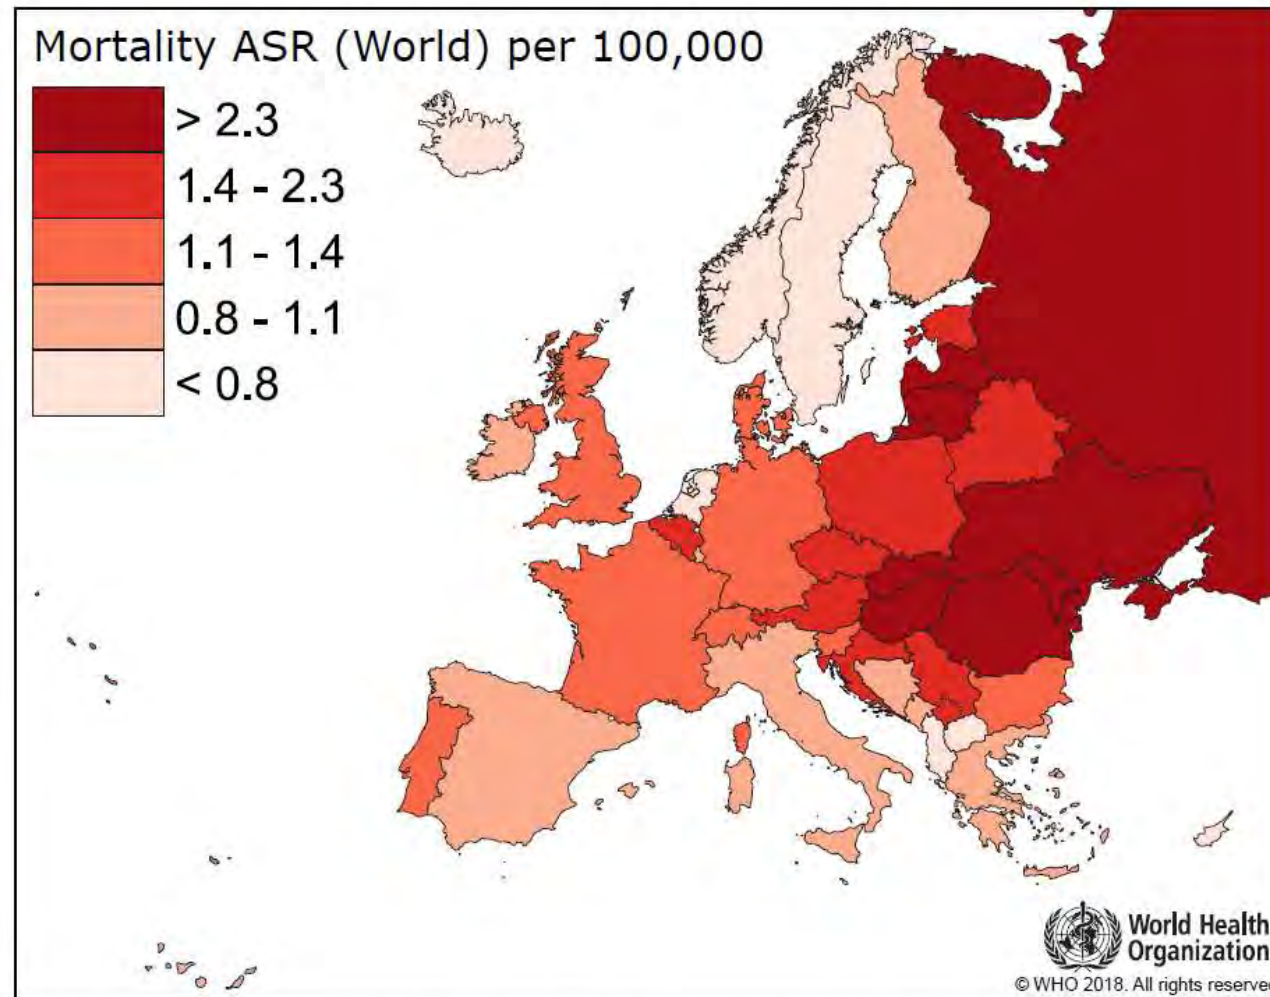 Mortality ASR (World) per 100,000
> 2.3
1.4 - 2.3
1.1 - 1.4
0.8 - 1.1
< 0.8
World Health
Organization
© WHO 2018. All rights reserved